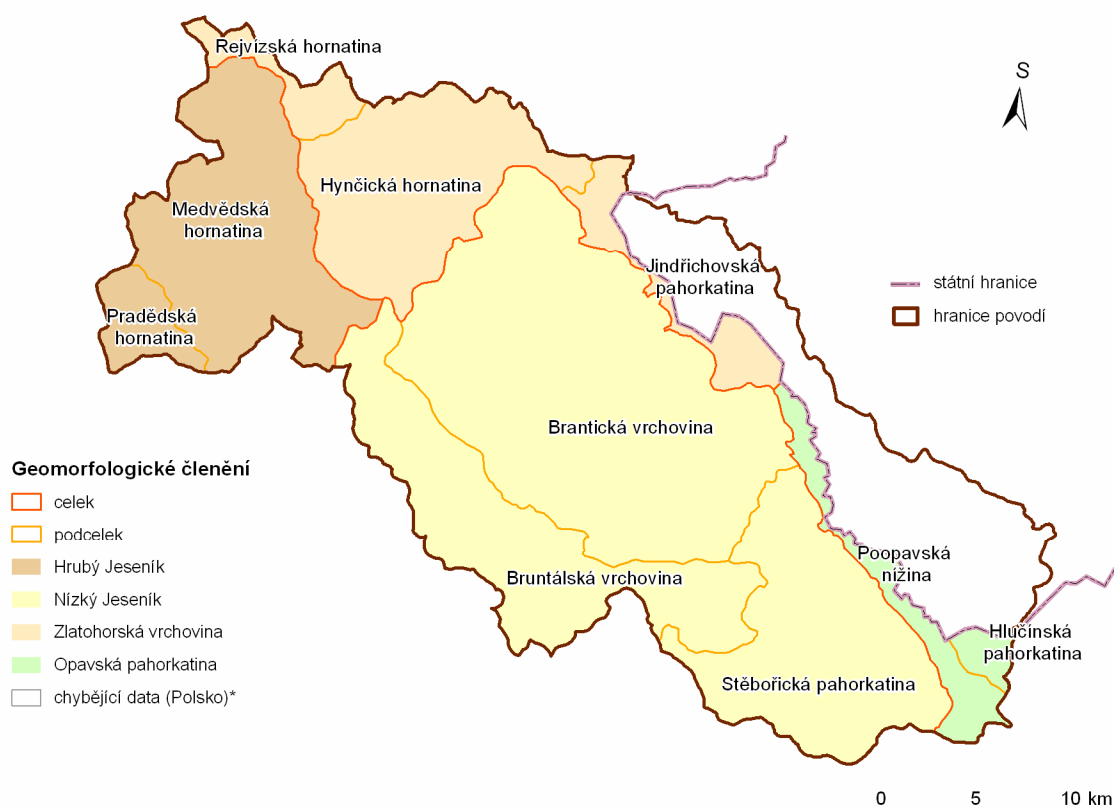 Rejvízská hornatina
S
Hynčická hornatina
Medvědská
hornatina
Jindřichovská
pahorkatina
státní hranice
hranice povodí
Pradědská
hornatina
Brantická vrchovina
Geomorfologické členění
celek
podcelek
Hrubý Jeseník
Nízký Jeseník
Zlatohorská vrchovina
Opavská pahorkatina
chybějící data (Polsko)*
Poopavská
nížina
Bruntálská vrchovina
Hlučínská
pahorkatina
Stěbořická pahorkatina
0 5 10 km